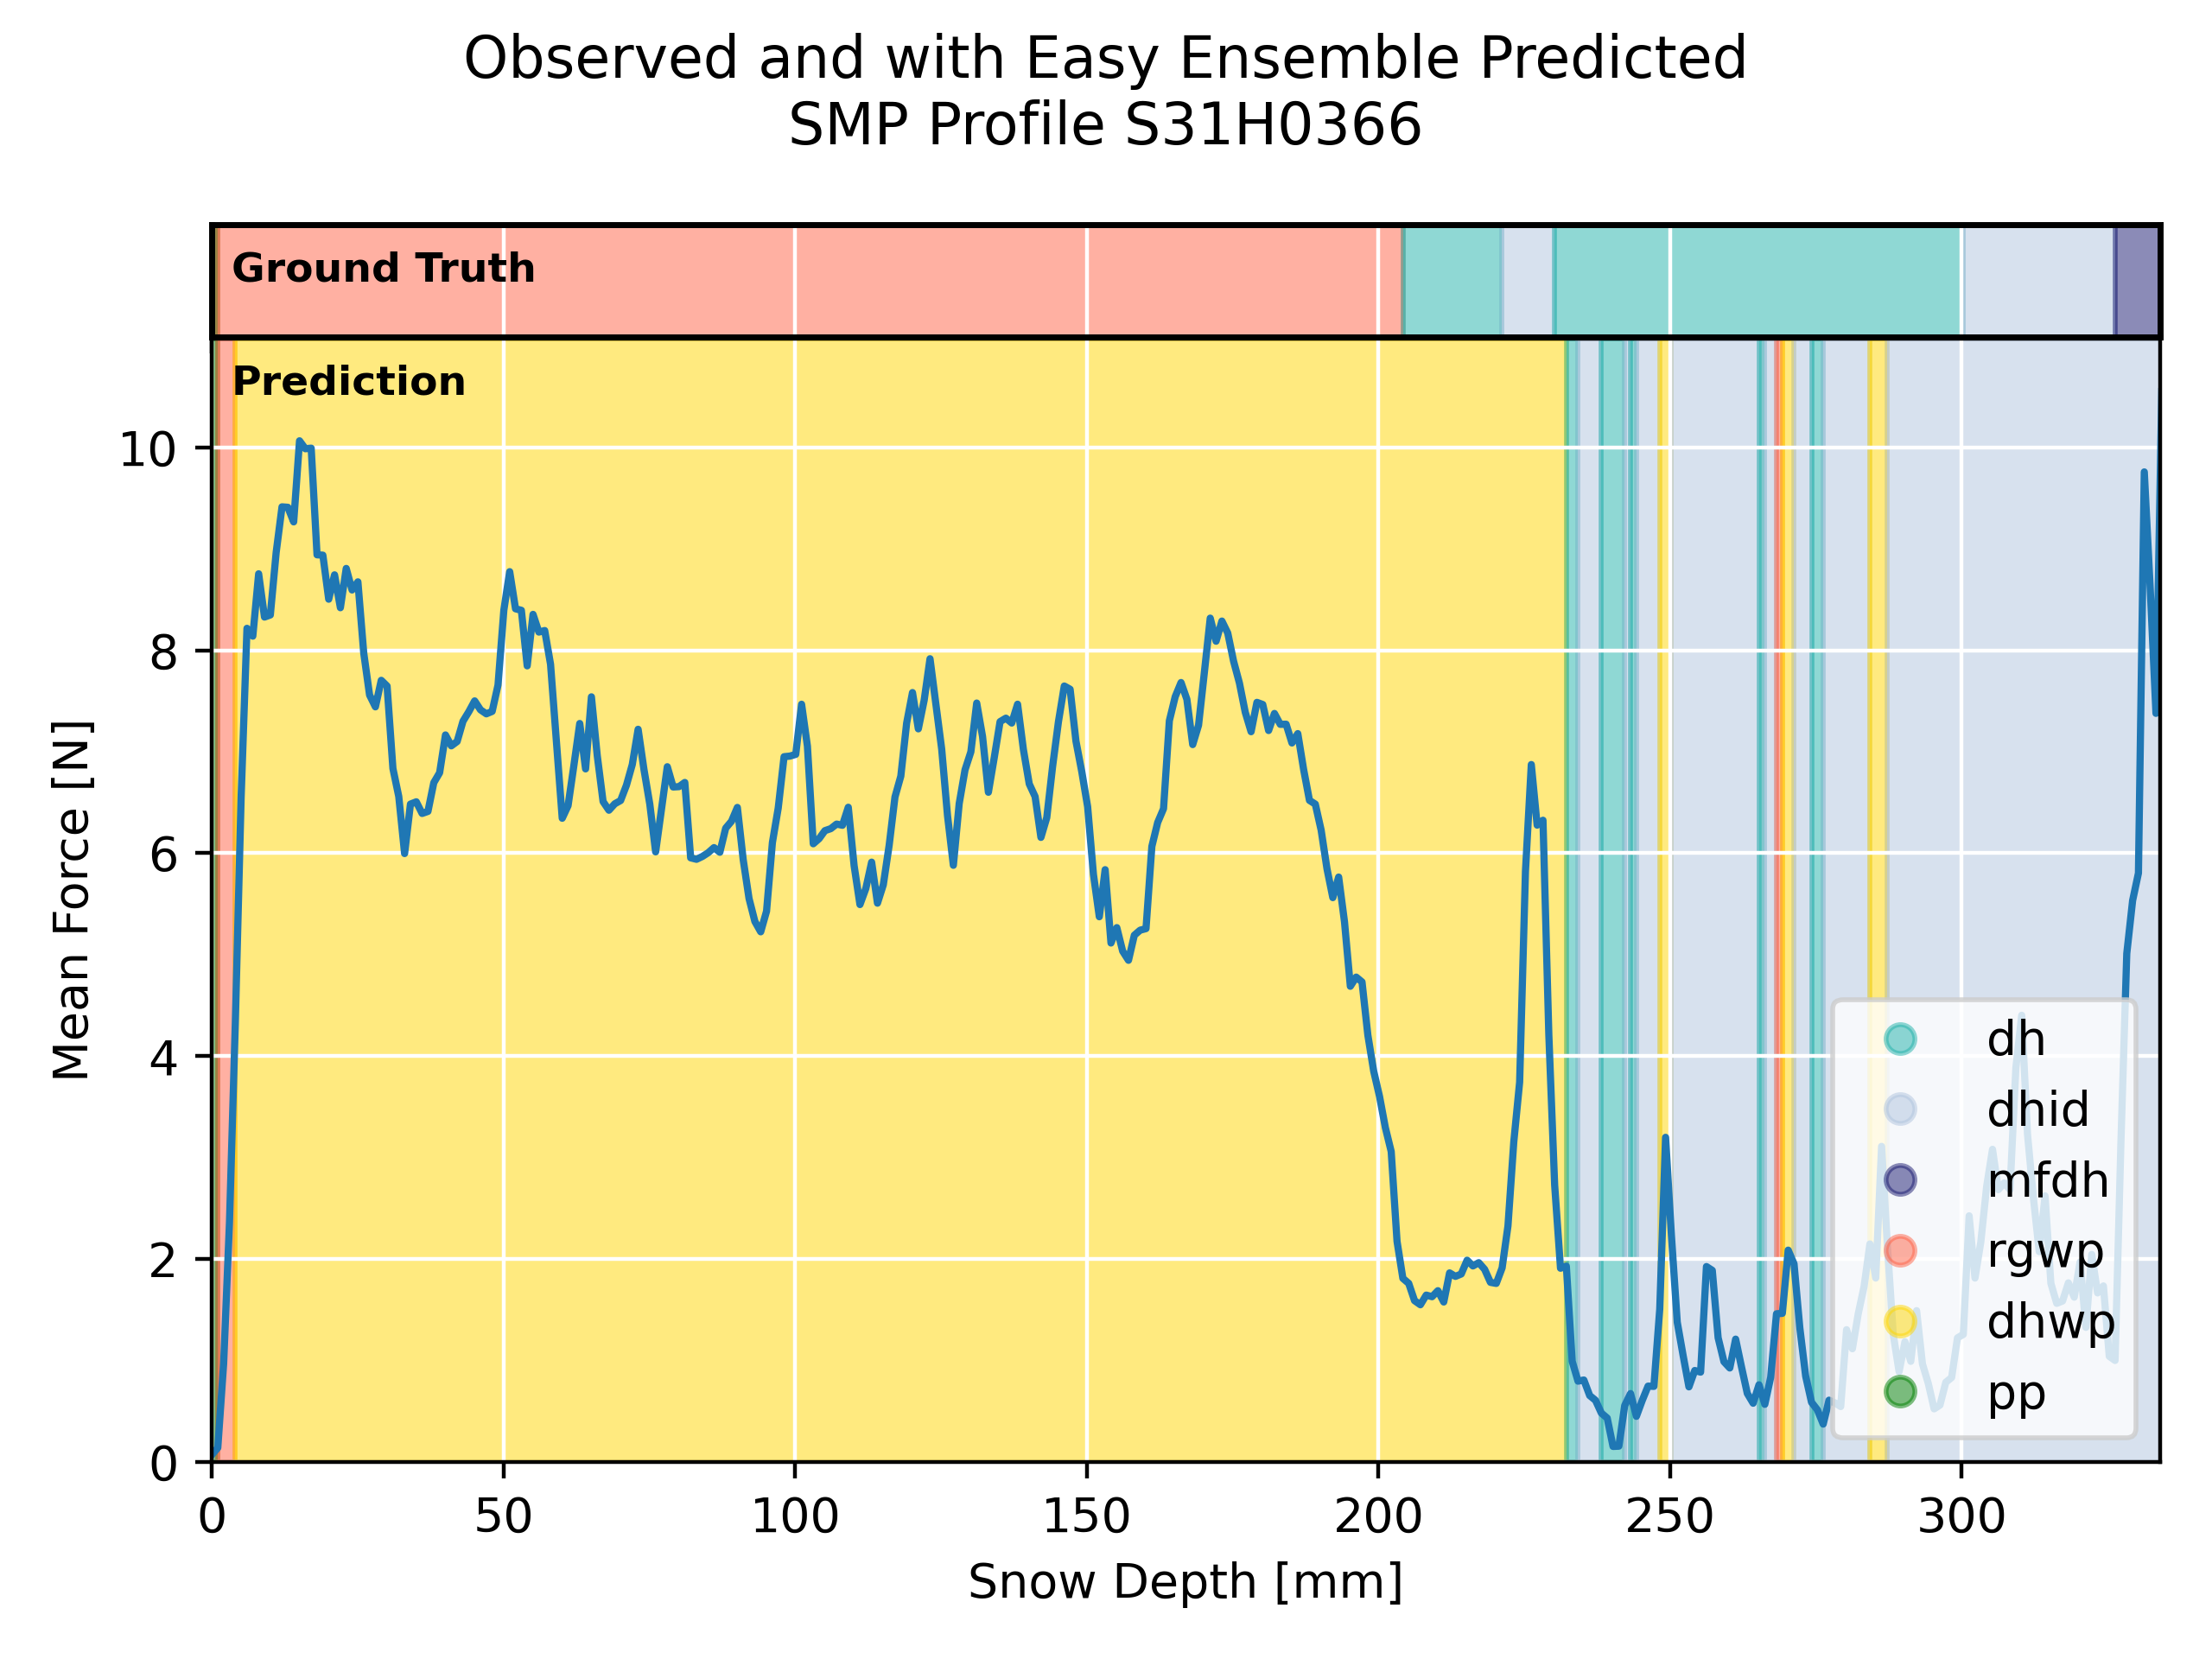 Observed and with Easy Ensemble Predicted
SMP Profile S31H0366
Ground Truth
Prediction
10
8
6
4
2
0
Mean Force [N]
dh
dhid
mfdh
rgwp
dhwp
pp
0 50 100 150 200 250 300
Snow Depth [mm]